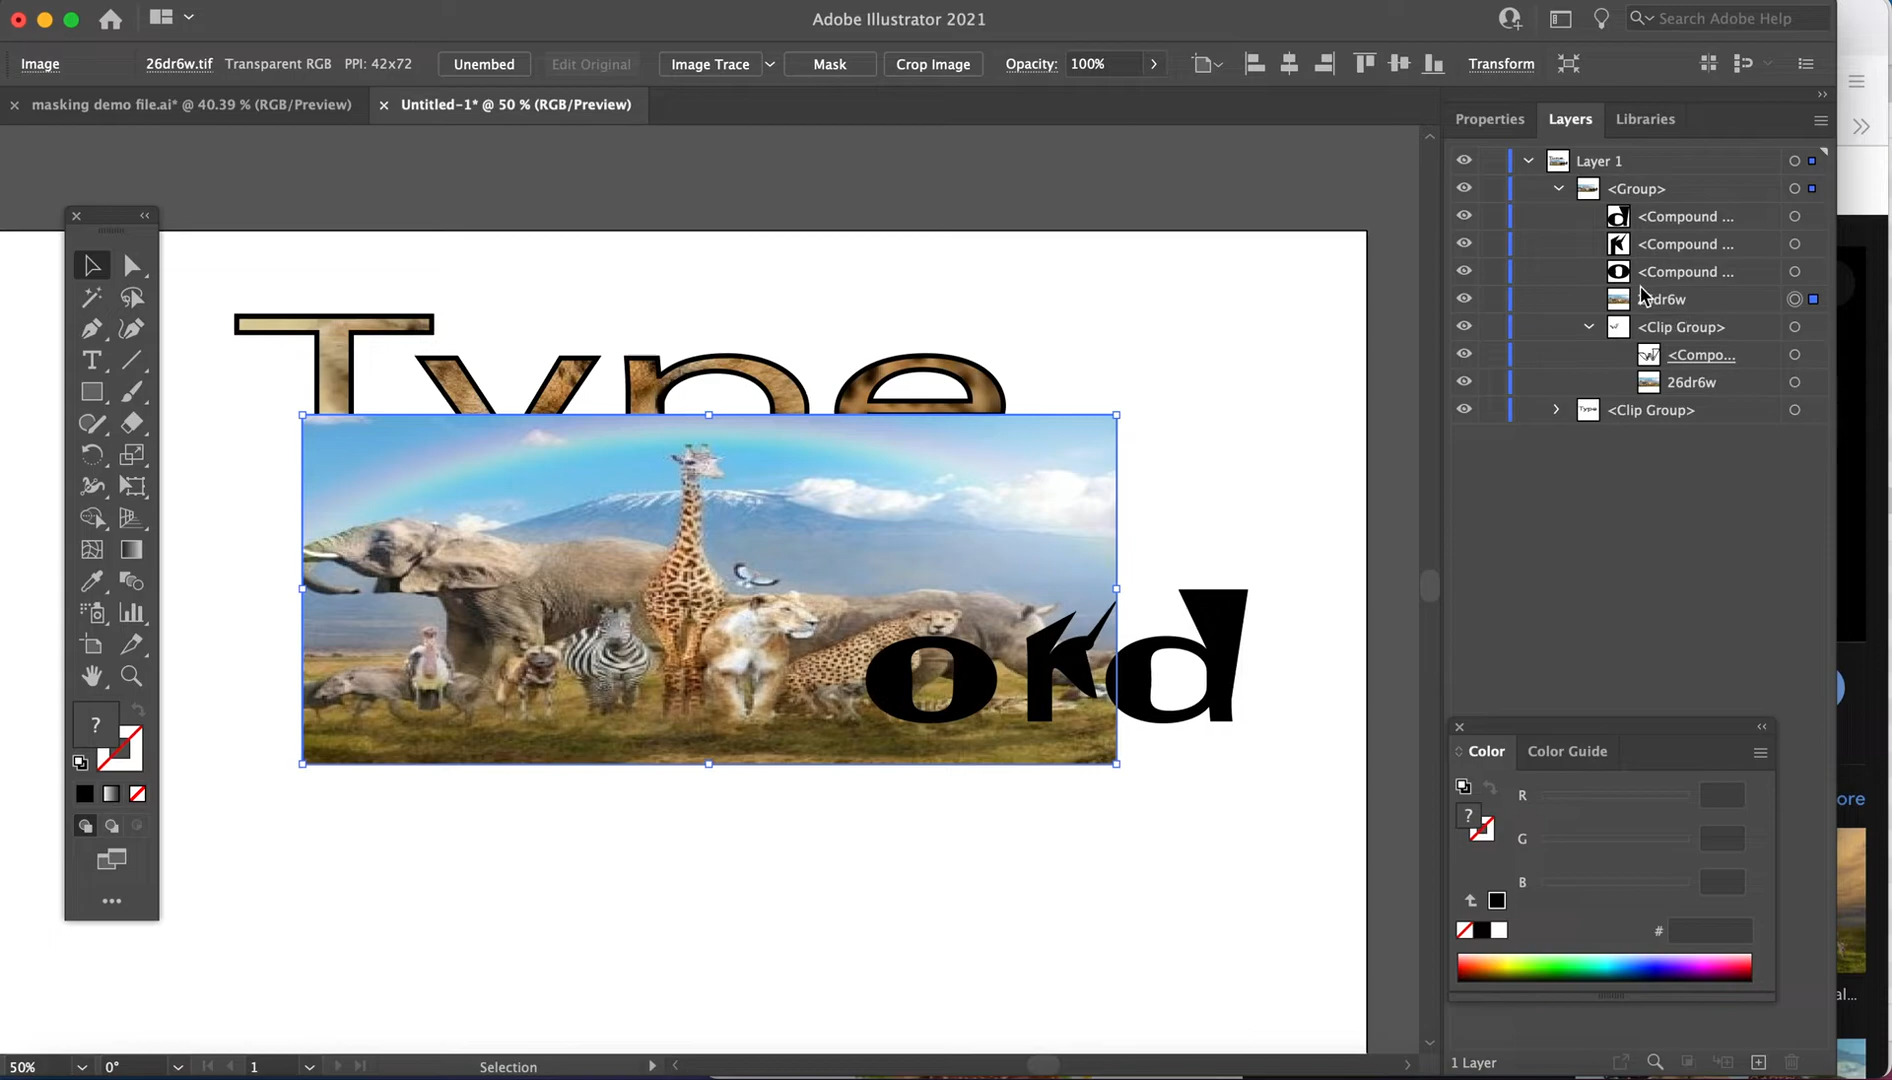 Adobe Illustrator 2021
Search Adobe Help
Image
26dr6w.tif
Transparent RGB
PPI: 42x72
Unembed
Edit Original
Image Trace
Mask
Crop Image
Opacity:
100%
Transform
masking demo file.ai* @ 40.39 % (RGB/Preview)
Untitled-1* @ 50 % (RGB/Preview)
Properties
Layers
Libraries
Layer 1
<Group>
<Compound ...
<Compound ...
<Compound ...
<Clip Group>
<Compo...
26dr6w
<Clip Group>
Type
ord
Color
Color Guide
R
G
B
#
50%
0°
1
Selection
1 Layer